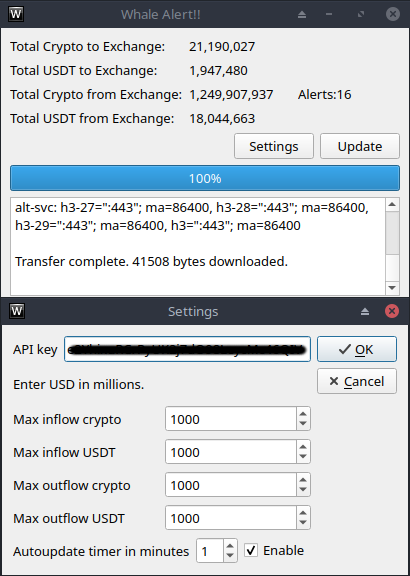 W
Whale Alert!!
Total Crypto to Exchange: 21,190,027
Total USDT to Exchange: 1,947,480
Total Crypto from Exchange: 1,249,907,937 Alerts:16
Total USDT from Exchange: 18,044,663
Settings Update
100%
alt-svc: h3-27=":443"; ma=86400, h3-28=":443"; ma=86400,
h3-29=":443"; ma=86400, h3=":443"; ma=86400
Transfer complete. 41508 bytes downloaded.
W
Settings
API key OK
Enter USD in millions. Cancel
Max inflow crypto 1000
Max inflow USDT 1000
Max outflow crypto 1000
Max outflow USDT 1000
Autoupdate timer in minutes 1 Enable